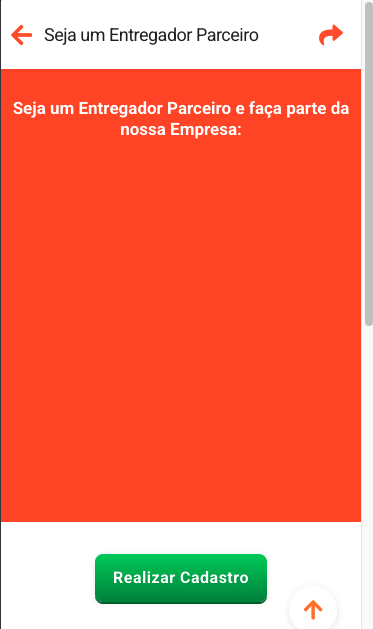 Seja um Entregador Parceiro
Seja um Entregador Parceiro e faça parte da
nossa Empresa:
Realizar Cadastro